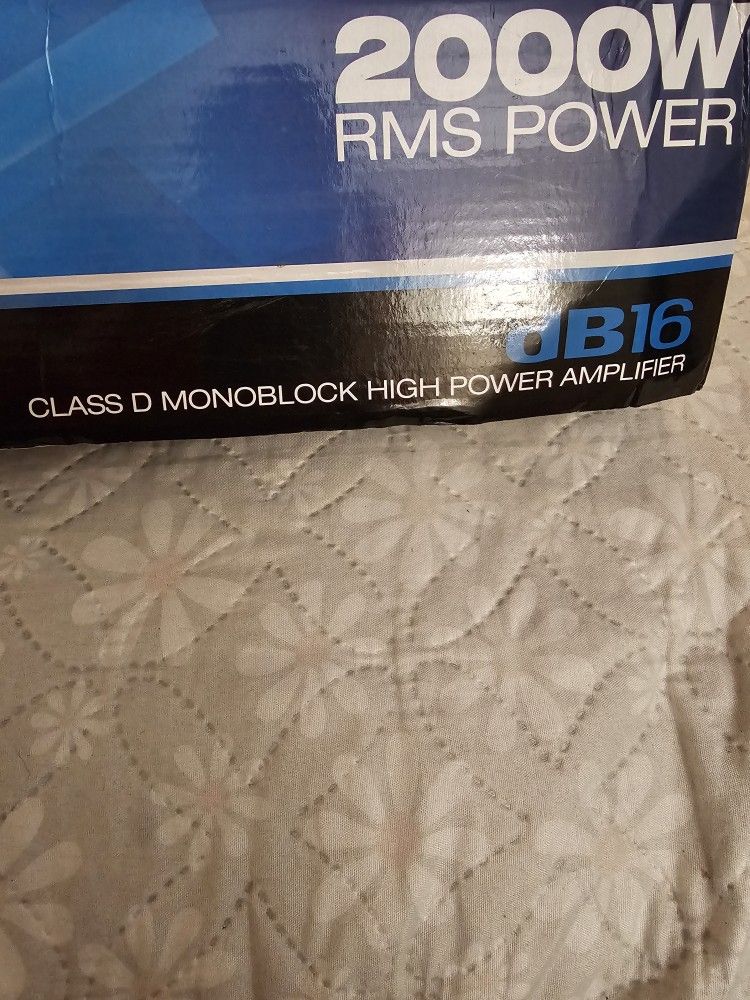 2000W
RMS POWER
dB16
CLASS D MONOBLOCK HIGH POWER AMPLIFIER